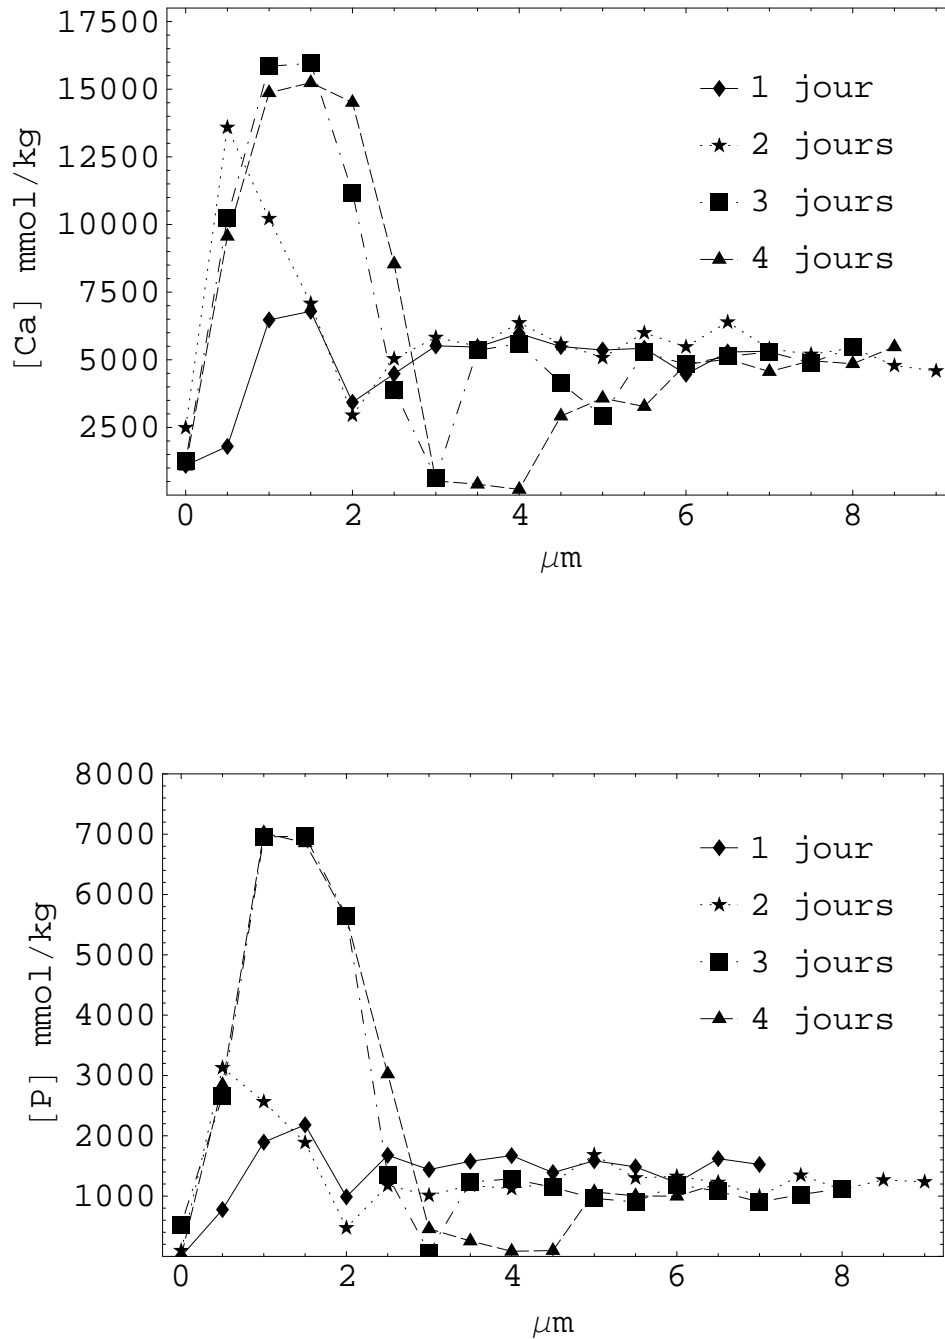 17500
15000
12500
10000
7500
5000
2500
[Ca] mmol/kg
1 jour
2 jours
3 jours
4 jours
0 2 4 6 8
μm
8000
7000
6000
5000
4000
3000
2000
1000
[P] mmol/kg
1 jour
2 jours
3 jours
4 jours
0 2 4 6 8
μm